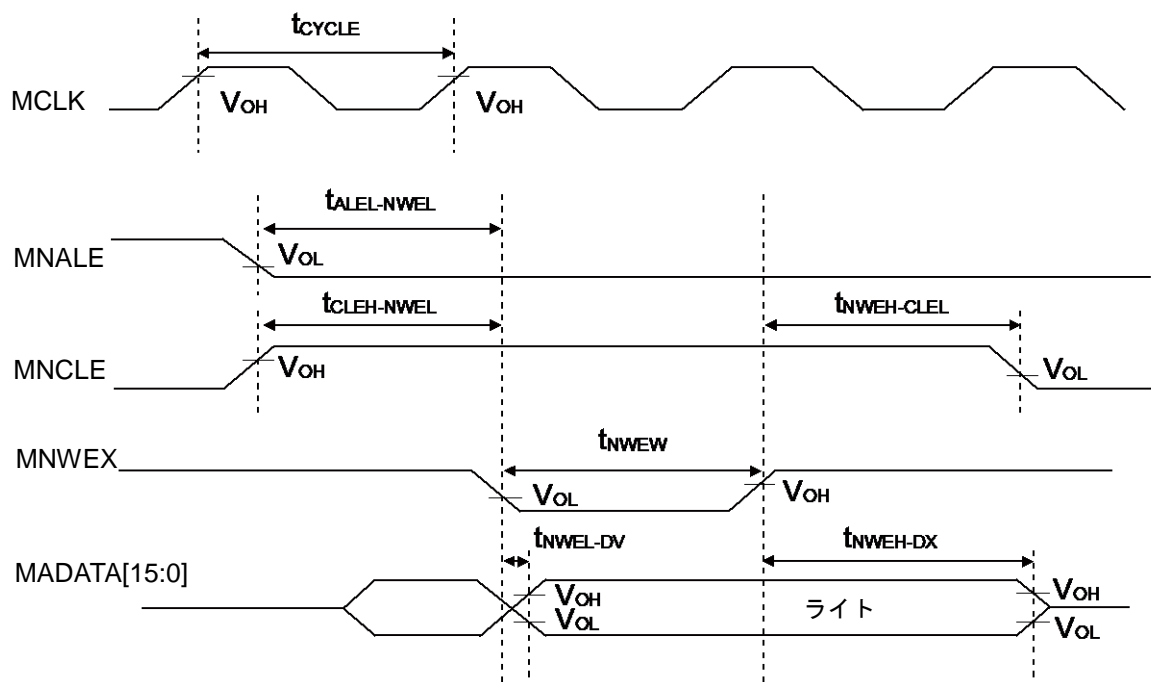 tCYCLE
MCLK
VOH VOH
tALEL-NWEL
MNALE
VOL
tCLEH-NWEL tNWEH-CLEL
MNCLE
VOH VOL
tNWEW
MNWEX
VOL VOH
tNWEL-DV tNWEH-DX
MADATA[15:0]
VOH ライト VOH
VOL VOL